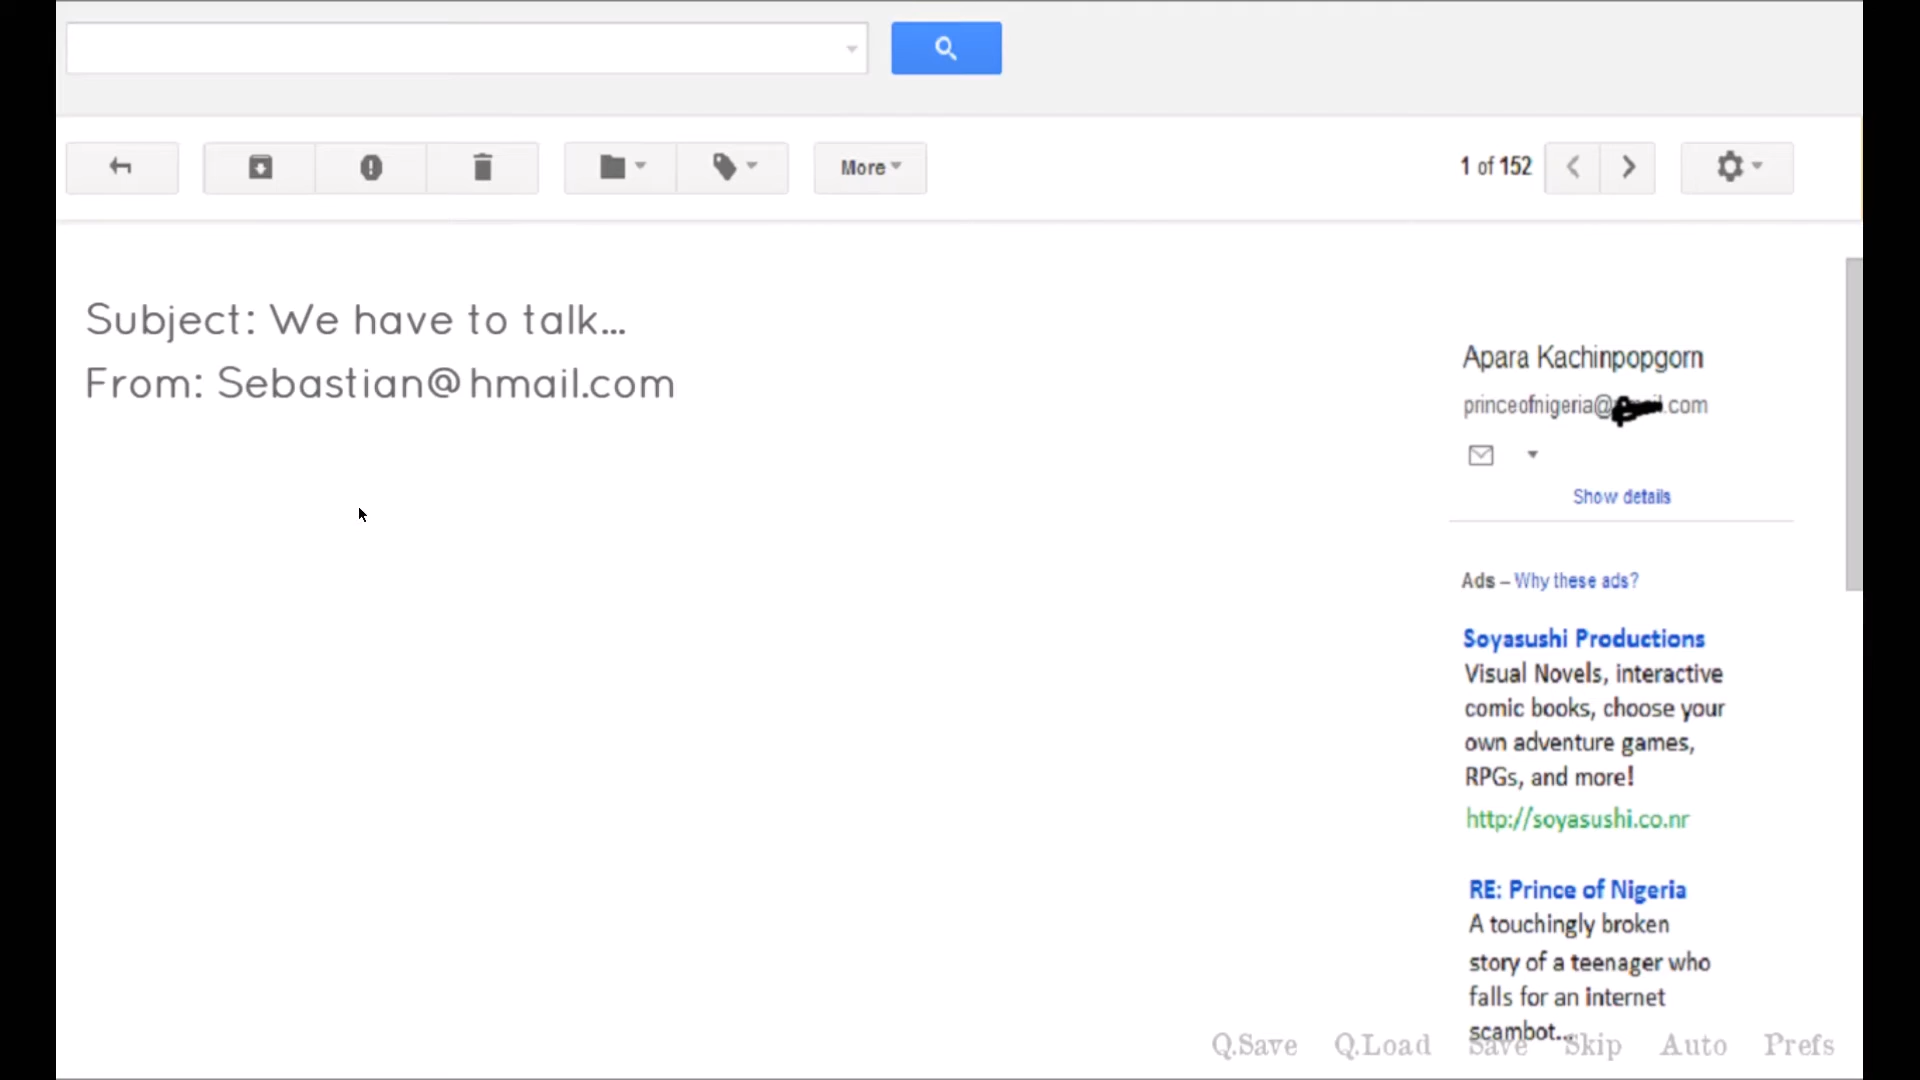 More
1 of 152
Subject: We have to talk...
From: Sebastian@hmail.com
Apara Kachinpopgorn
princeofnigeria@ .com
Show details
Ads – Why these ads?
Soyasushi Productions
Visual Novels, interactive
comic books, choose your
own adventure games,
RPGs, and more!
http://soyasushi.co.nr
RE: Prince of Nigeria
A touchingly broken
story of a teenager who
falls for an internet
scambot...
Q.Save Q.Load Save Skip Auto Prefs